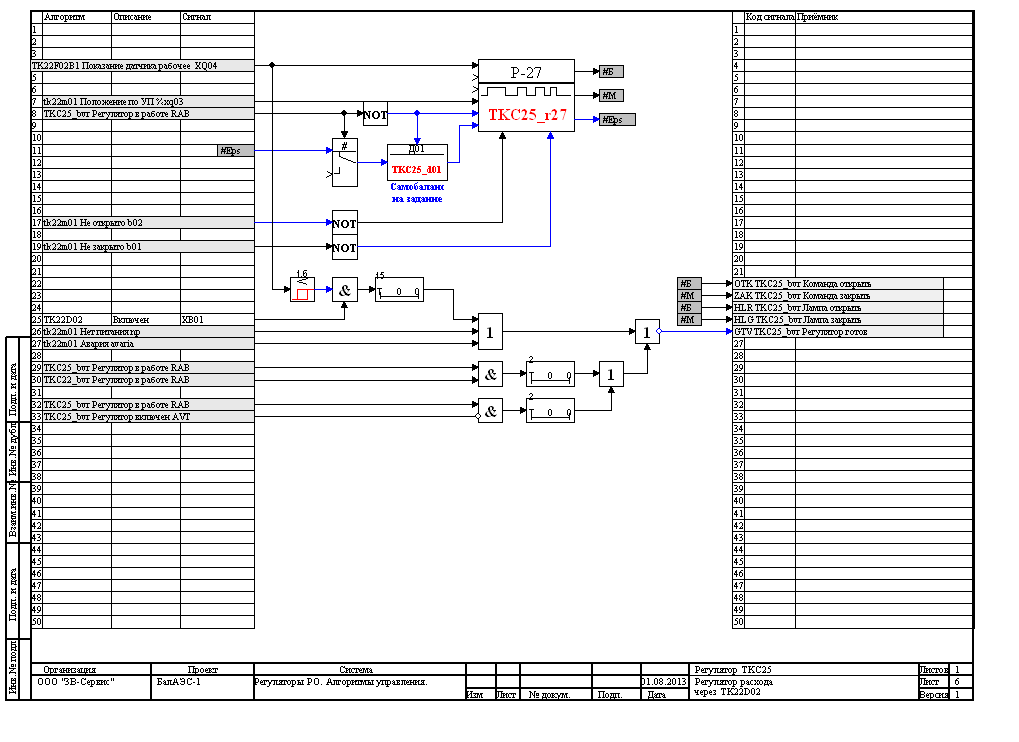 Алгоритм Описание Сигнал
Код сигнала Приёмник
1
2
3
TK22F02B1 Показание датчика рабочее XQ04
5
6
7 tk22m01 Положение по УП % xq03
8 TKC25_bvr Регулятор в работе RAB
9
10
11 #Eps
12
13
14
15
16
17 tk22m01 Не открыто b02
18
19 tk22m01 Не закрыто b01
20
21
22
23
24
25 TK22D02 Включен XB01
26 tk22m01 Нет питания np
27 tk22m01 Авария avaria
28
29 TKC25_bvr Регулятор в работе RAB
30 TKC22_bvr Регулятор в работе RAB
31
32 TKC25_bvr Регулятор в работе RAB
33 TKC25_bvr Регулятор включен AVT
34
35
36
37
38
39
40
41
42
43
44
45
46
47
48
49
50
Р-27
TKC25_r27
#Б
#М
#Eps
NOT
#
Д01
TKC25_d01
Самобаланс
на задание
NOT
NOT
1.6
&
15
1
1
&
2
T 0 0
1
&
2
T 0 0
1
2
3
4
5
6
7
8
9
10
11
12
13
14
15
16
17
18
19
20
21
#Б OTK TKC25_bvr Команда открыть
#М ZAK TKC25_bvr Команда закрыть
#Б HLR TKC25_bvr Лампа открыть
#М HLG TKC25_bvr Лампа закрыть
GTV TKC25_bvr Регулятор готов
27
28
29
30
31
32
33
34
35
36
37
38
39
40
41
42
43
44
45
46
47
48
49
50
Подп. и дата
Инв.№ дубл.
Взаим.инв.№
Подп. и дата
Инв.№ подл.
Организация Проект Система
ООО "ЗВ-Сервис" БалАЭС-1 Регуляторы РО. Алгоритмы управления.
01.08.2013
Изм Лист № докум. Подп. Дата
Регулятор TKC25
Регулятор расхода
через TK22D02
Листов 1
Лист 6
Версия 1